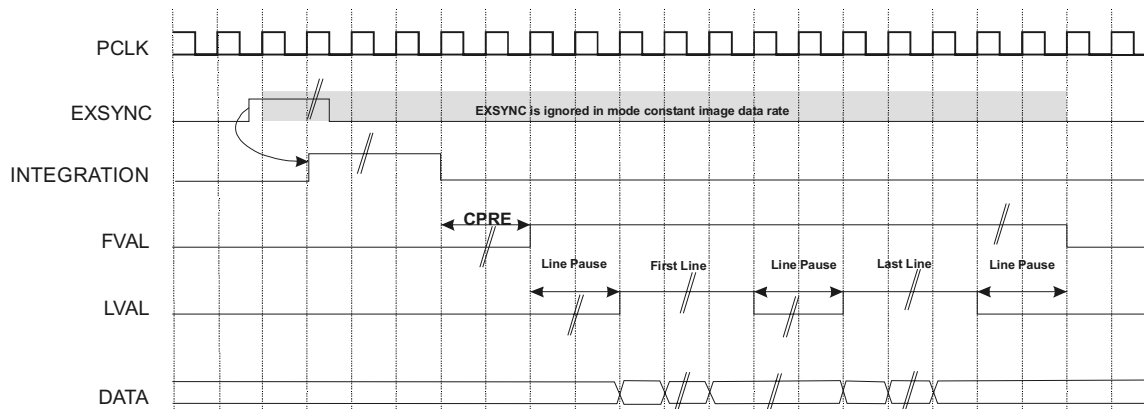 PCLK
EXSYNC
EXSYNC is ignored in mode constant image data rate
INTEGRATION
CPRE
FVAL
Line Pause
First Line
Line Pause
Last Line
Line Pause
LVAL
DATA